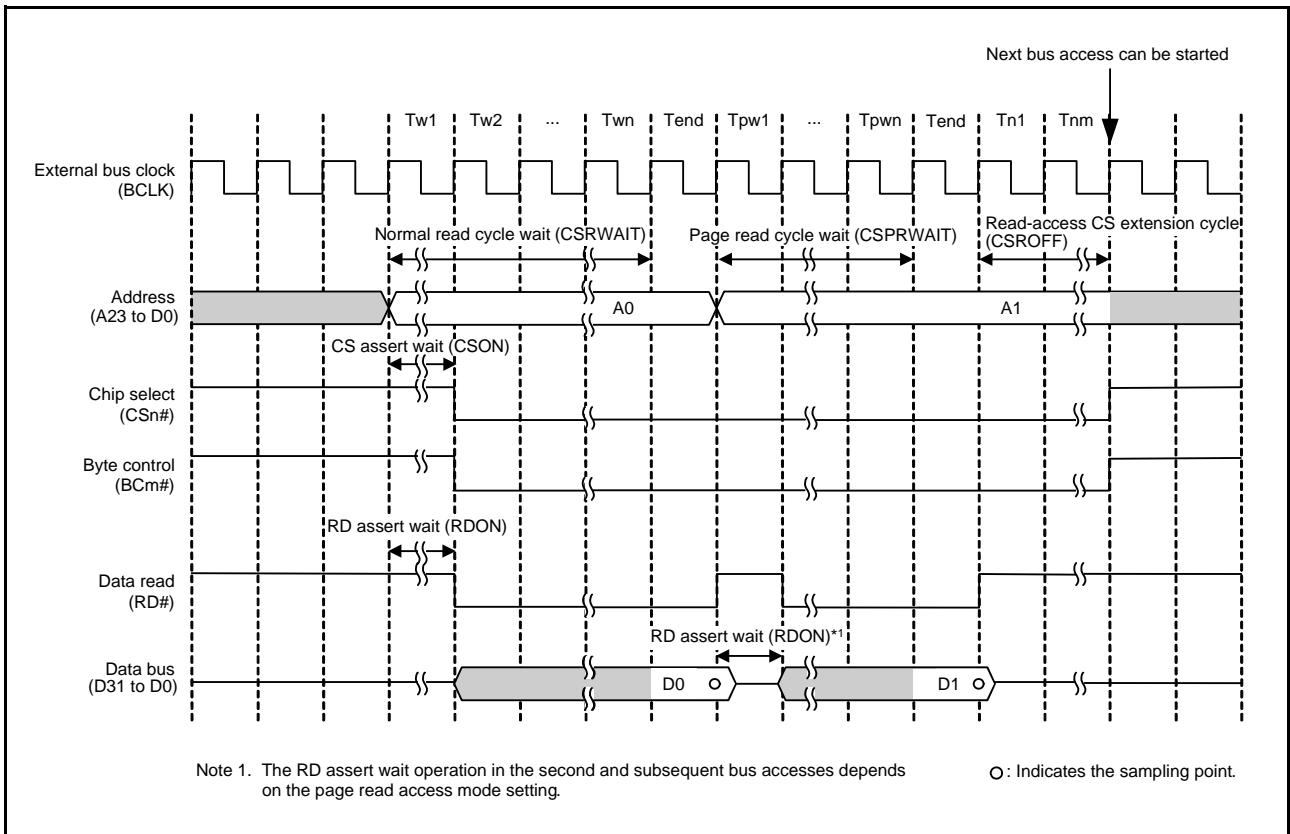 Next bus access can be started
Tw1 Tw2 ... Twn Tend Tpw1 ... Tpwn Tend Tn1 Tnm
External bus clock
(BCLK)
Normal read cycle wait (CSRWAIT)
Page read cycle wait (CSPRWAIT)
Read-access CS extension cycle
(CSROFF)
Address
(A23 to D0)
A0
A1
CS assert wait (CSON)
Chip select
(CSn#)
Byte control
(BCm#)
RD assert wait (RDON)
Data read
(RD#)
RD assert wait (RDON)*1
Data bus
(D31 to D0)
D0
D1
Note 1. The RD assert wait operation in the second and subsequent bus accesses depends
on the page read access mode setting.
: Indicates the sampling point.